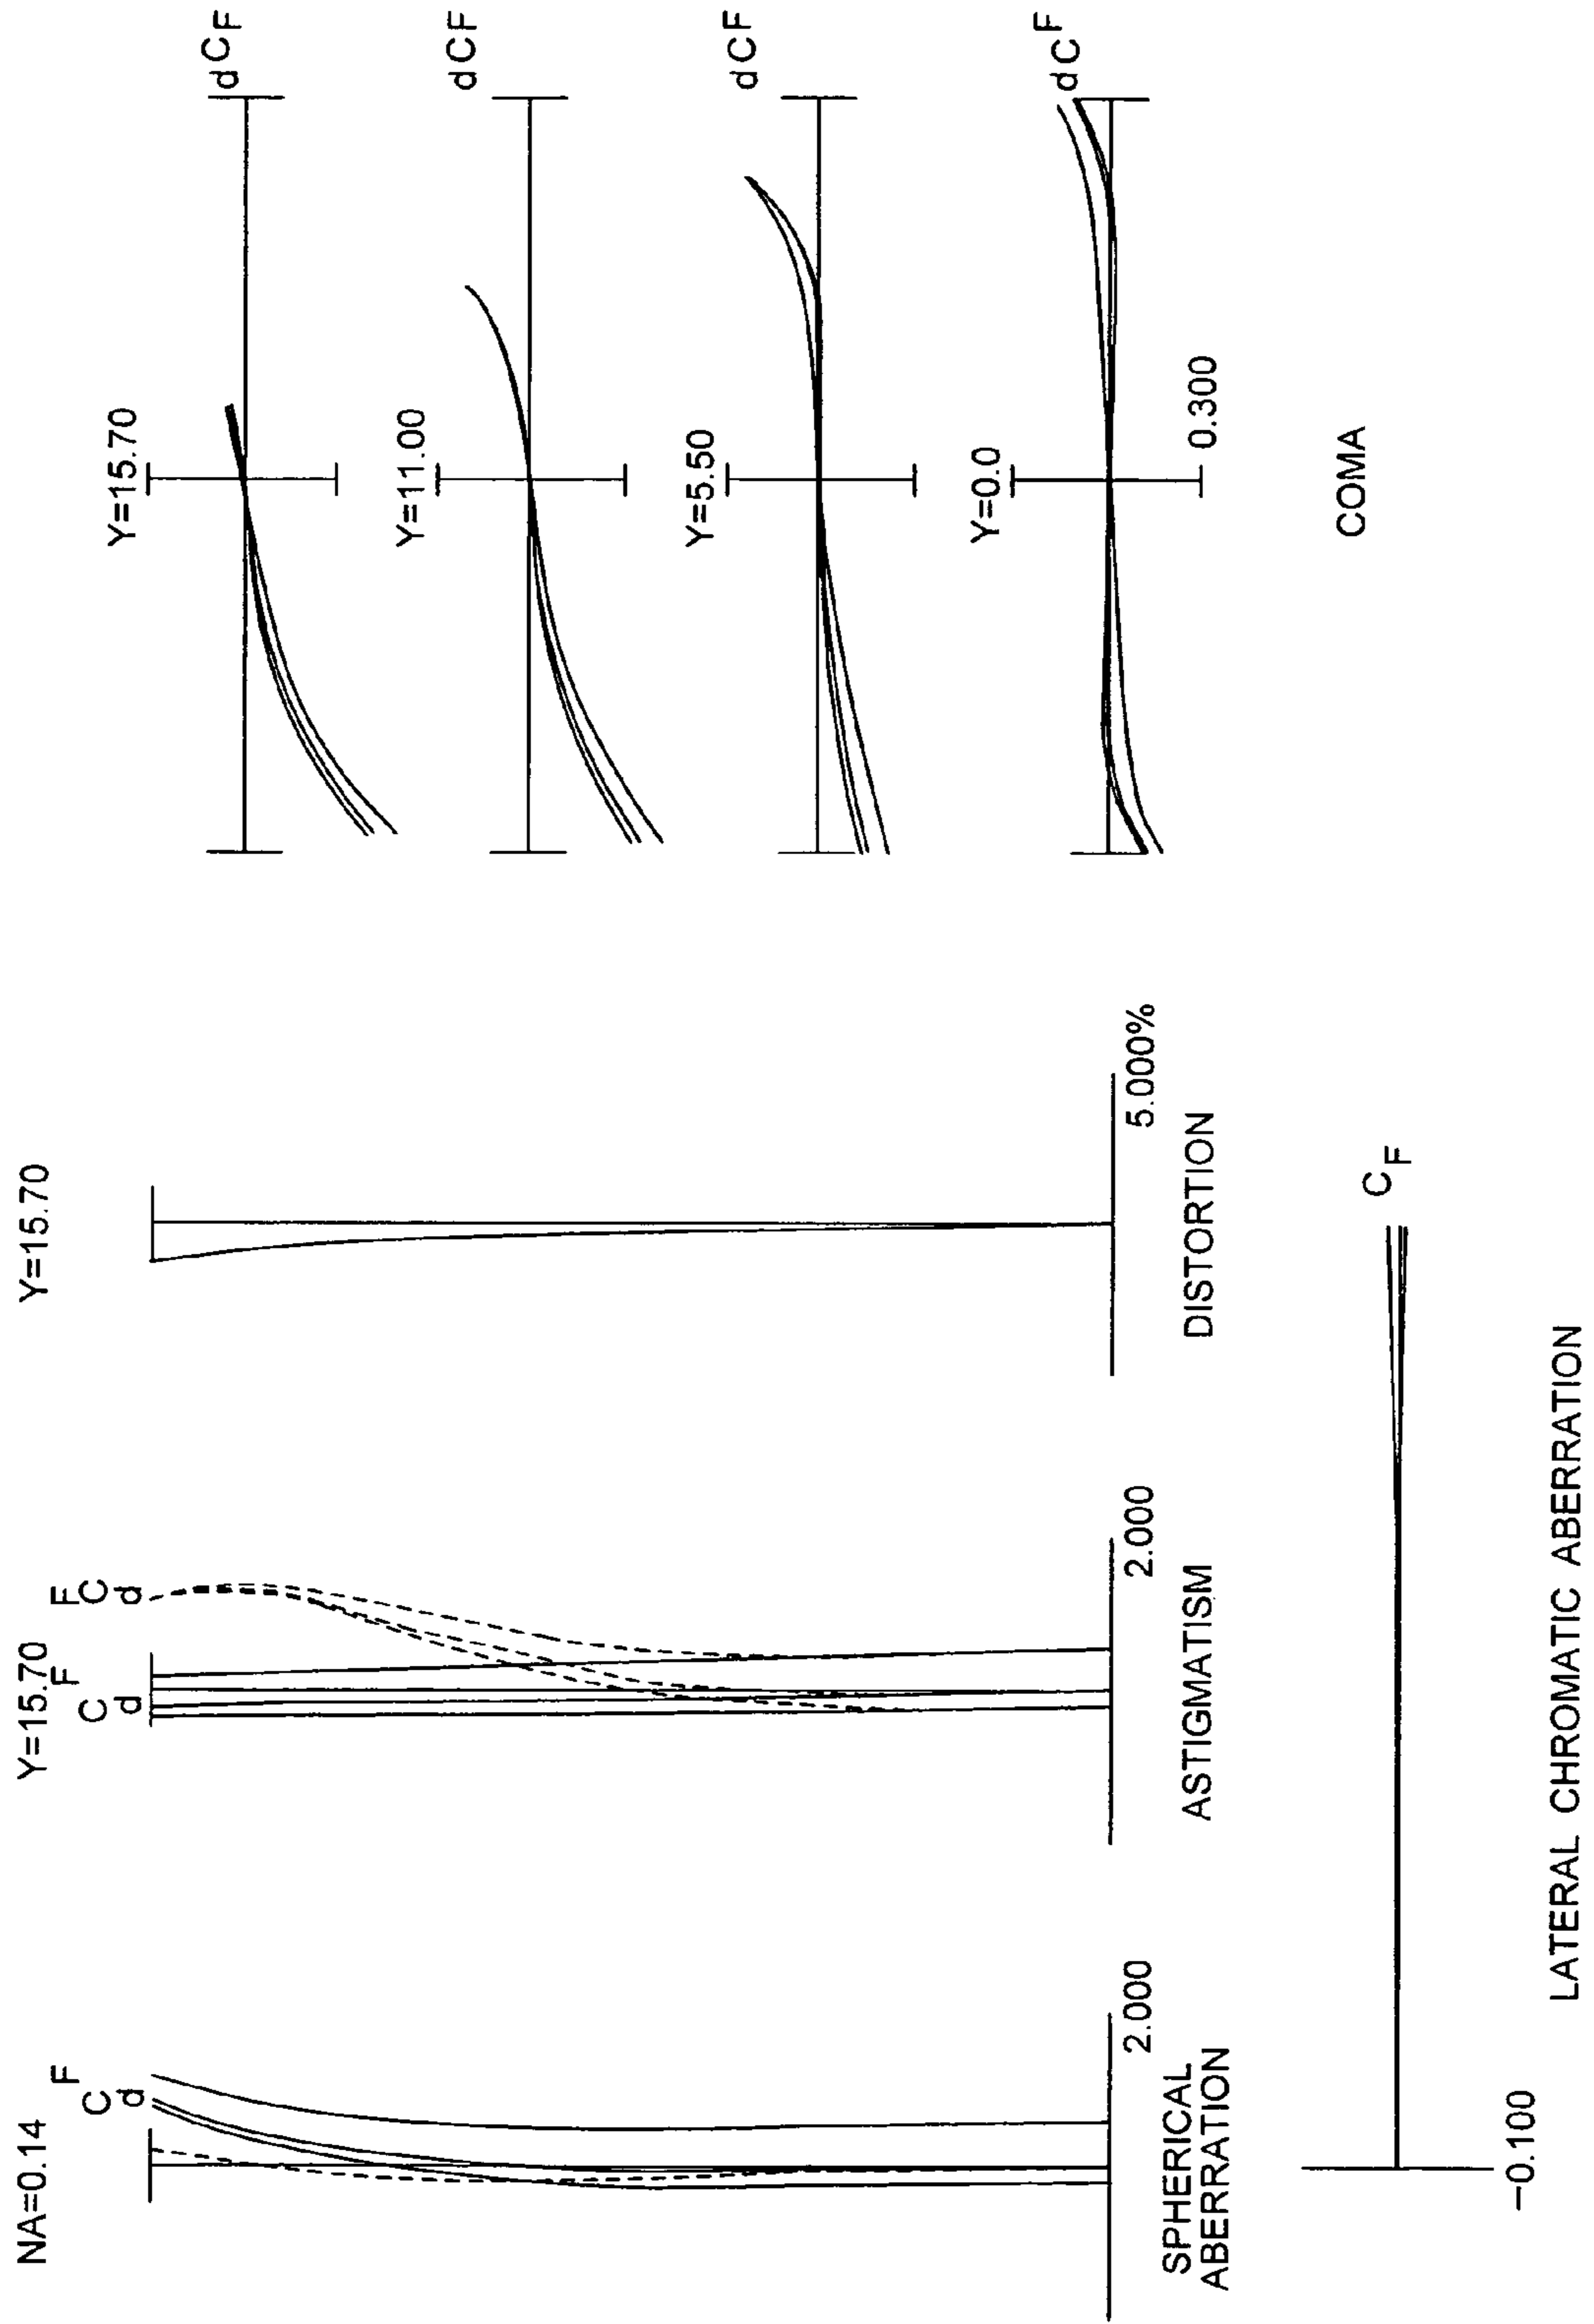 NA=0.14
F
C
d
2.000
SPHERICAL
ABERRATION
Y=15.70
F
C
d
F
C
d
2.000
ASTIGMATISM
Y=15.70
5.000%
DISTORTION
Y=15.70
d C F
Y=11.00
d C F
Y=5.50
d C F
Y=0.0
d C F
0.300
COMA
C
F
−0.100
LATERAL CHROMATIC ABERRATION